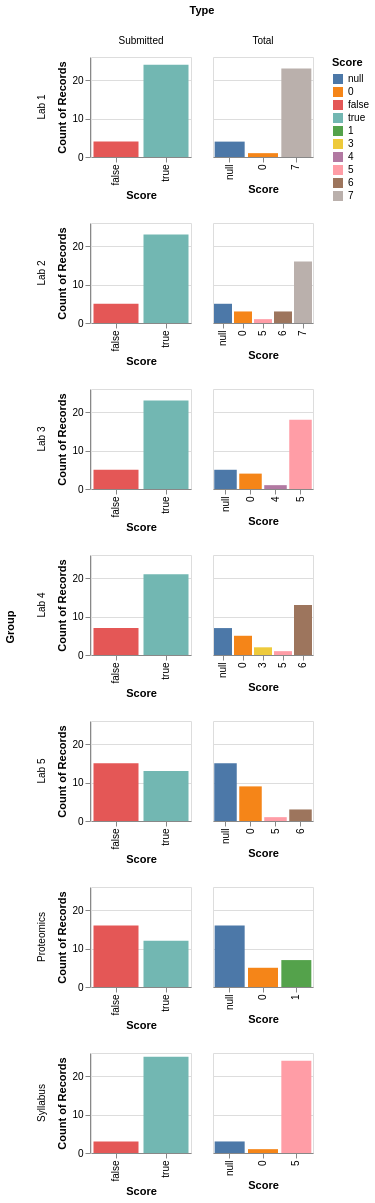 Type
Submitted Total
Score
null
0
false
true
1
3
4
5
6
7
Group
Lab 1
Count of Records
20
10
0
false true
Score
Count of Records
null 0 7
Score
Lab 2
Count of Records
20
10
0
false true
Score
Count of Records
null 0 5 6 7
Score
Lab 3
Count of Records
20
10
0
false true
Score
null 0 4 5
Score
Lab 4
Count of Records
20
10
0
false true
Score
null 0 3 5 6
Score
Lab 5
Count of Records
20
10
0
false true
Score
null 0 5 6
Score
Proteomics
Count of Records
20
10
0
false true
Score
null 0 1
Score
Syllabus
Count of Records
20
10
0
false true
Score
null 0 5
Score